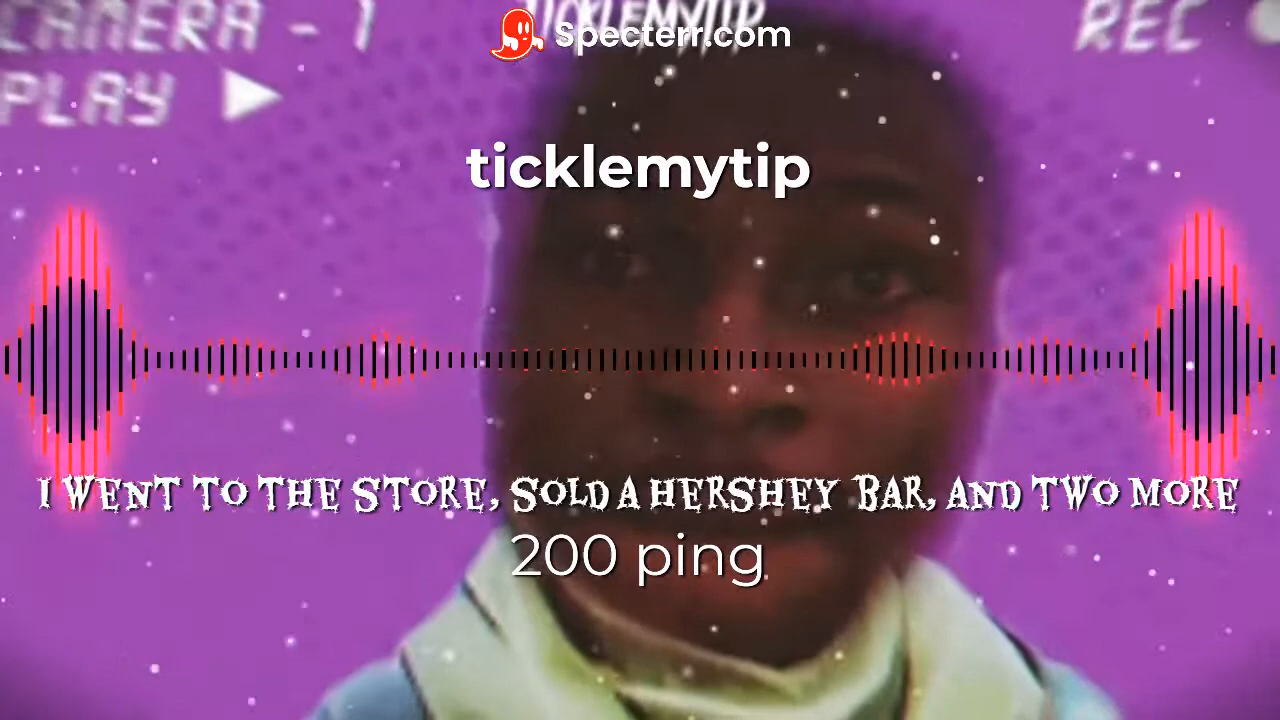 CAMERA - 1
TICKLEMYTIP
REC
Specterr.com
PLAY
ticklemytip
I WENT TO THE STORE, SOLD A HERSHEY BAR, AND TWO MORE
200 ping